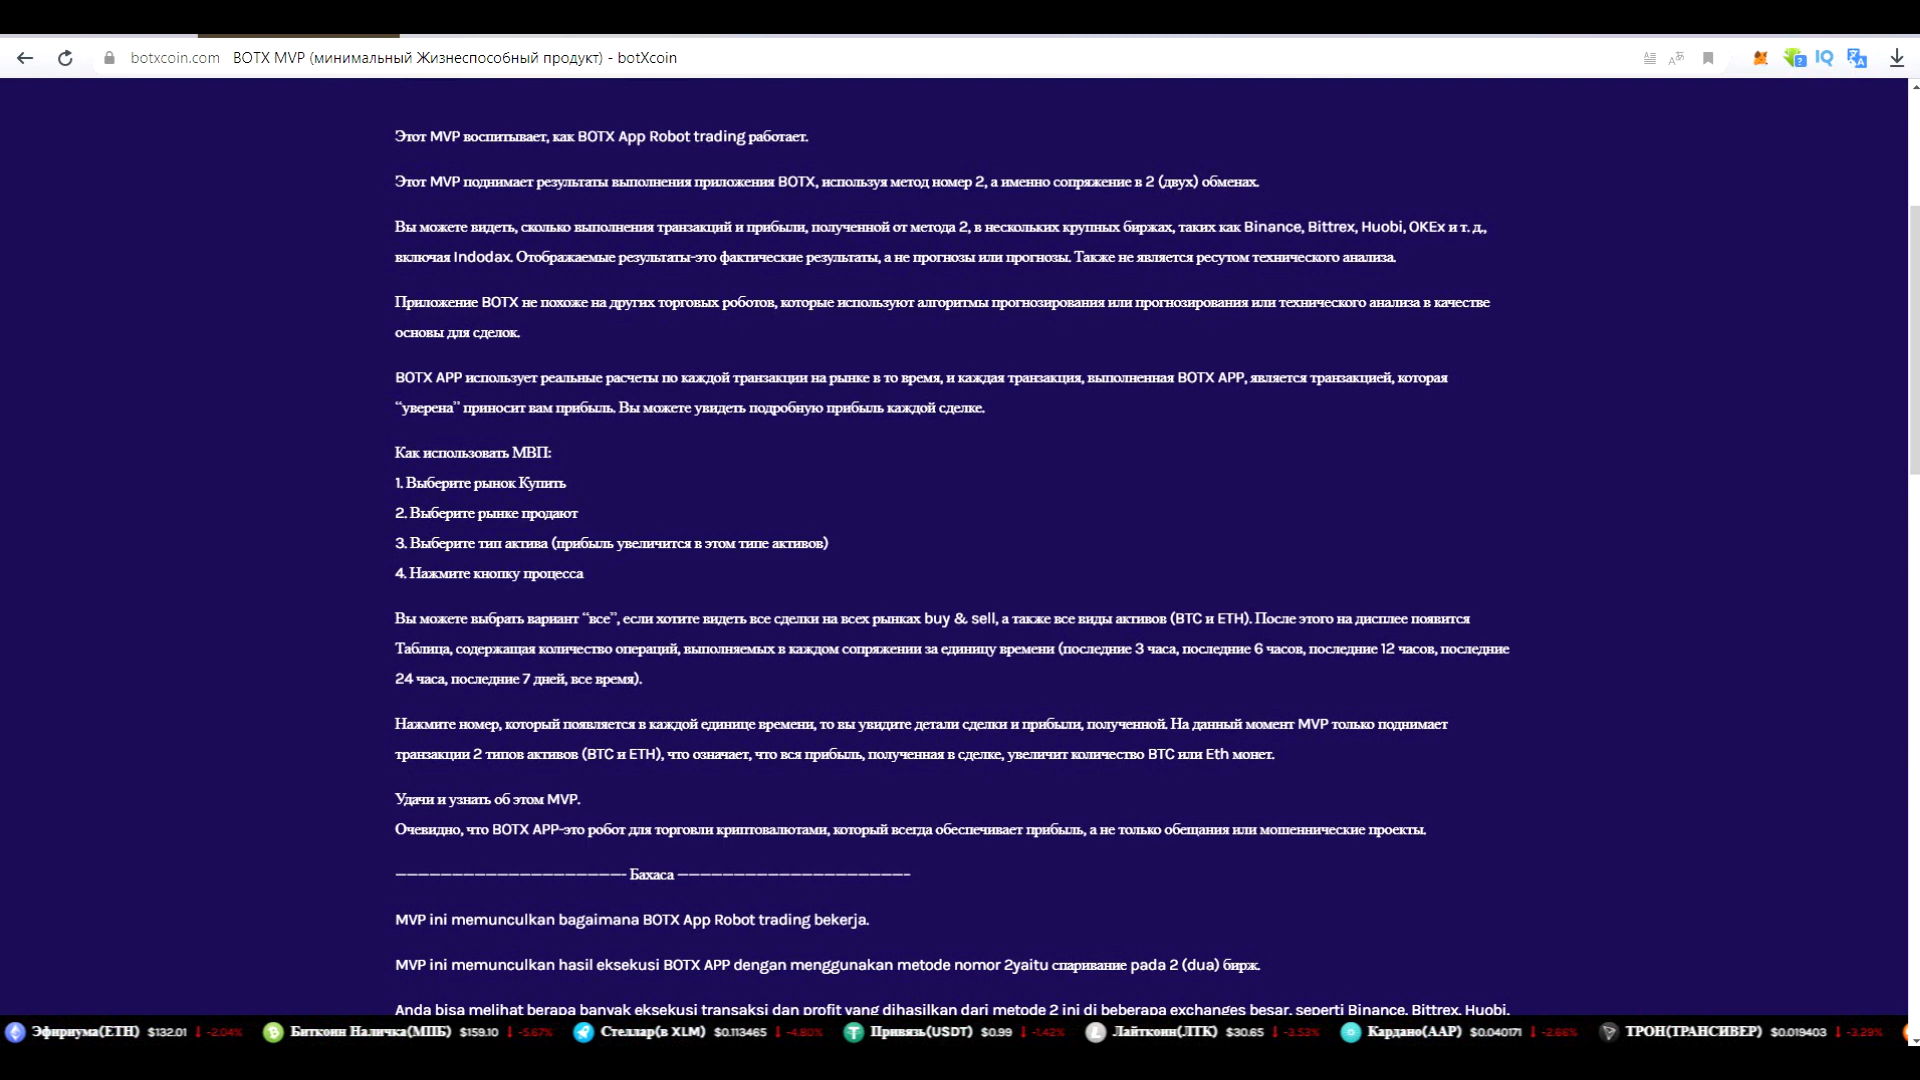 botxcoin.com BOTX MVP (минимальный Жизнеспособный продукт) - botXcoin
Этот MVP воспитывает, как BOTX App Robot trading работает.
Этот MVP поднимает результаты выполнения приложения BOTX, используя метод номер 2, а именно сопряжение в 2 (двух) обменах.
Вы можете видеть, сколько выполнения транзакций и прибыли, полученной от метода 2, в нескольких крупных биржах, таких как Binance, Bittrex, Huobi, OKEx и т. д.,
включая Indodax. Отображаемые результаты-это фактические результаты, а не прогнозы или прогнозы. Также не является ресутом технического анализа.
Приложение BOTX не похоже на других торговых роботов, которые используют алгоритмы прогнозирования или прогнозирования или технического анализа в качестве
основы для сделок.
BOTX APP использует реальные расчеты по каждой транзакции на рынке в то время, и каждая транзакция, выполненная BOTX APP, является транзакцией, которая
“уверена” приносит вам прибыль. Вы можете увидеть подробную прибыль каждой сделке.
Как использовать МВП:
1. Выберите рынок Купить
2. Выберите рынке продают
3. Выберите тип актива (прибыль увеличится в этом типе активов)
4. Нажмите кнопку процесса
Вы можете выбрать вариант “все”, если хотите видеть все сделки на всех рынках buy & sell, а также все виды активов (BTC и ETH). После этого на дисплее появится
Таблица, содержащая количество операций, выполняемых в каждом сопряжении за единицу времени (последние 3 часа, последние 6 часов, последние 12 часов, последние
24 часа, последние 7 дней, все время).
Нажмите номер, который появляется в каждой единице времени, то вы увидите детали сделки и прибыли, полученной. На данный момент MVP только поднимает
транзакции 2 типов активов (BTC и ETH), что означает, что вся прибыль, полученная в сделке, увеличит количество BTC или Eth монет.
Удачи и узнать об этом MVP.
Очевидно, что BOTX APP-это робот для торговли криптовалютами, который всегда обеспечивает прибыль, а не только обещания или мошеннические проекты.
———————————————————- Бахаса ———————————————————–
MVP ini memunculkan bagaimana BOTX App Robot trading bekerja.
MVP ini memunculkan hasil eksekusi BOTX APP dengan menggunakan metode nomor 2yaitu спаривание pada 2 (dua) бирж.
Anda bisa melihat berapa banyak eksekusi transaksi dan profit yang dihasilkan dari metode 2 ini di beberapa exchanges besar, seperti Binance, Bittrex, Huobi,
Эфириума(ETH) $132.01 -2.04% Биткоин Наличка(МЦБ) $159.10 -5.67% Стеллар(в XLM) $0.113465 -4.80% Привязь(USDT) $0.99 -1.42% Лайткоин(ЛТК) $30.65 -3.53% Кардано(ААР) $0.040171 -2.66% ТРОН(ТРАНСИВЕР) $0.019403 -3.29%